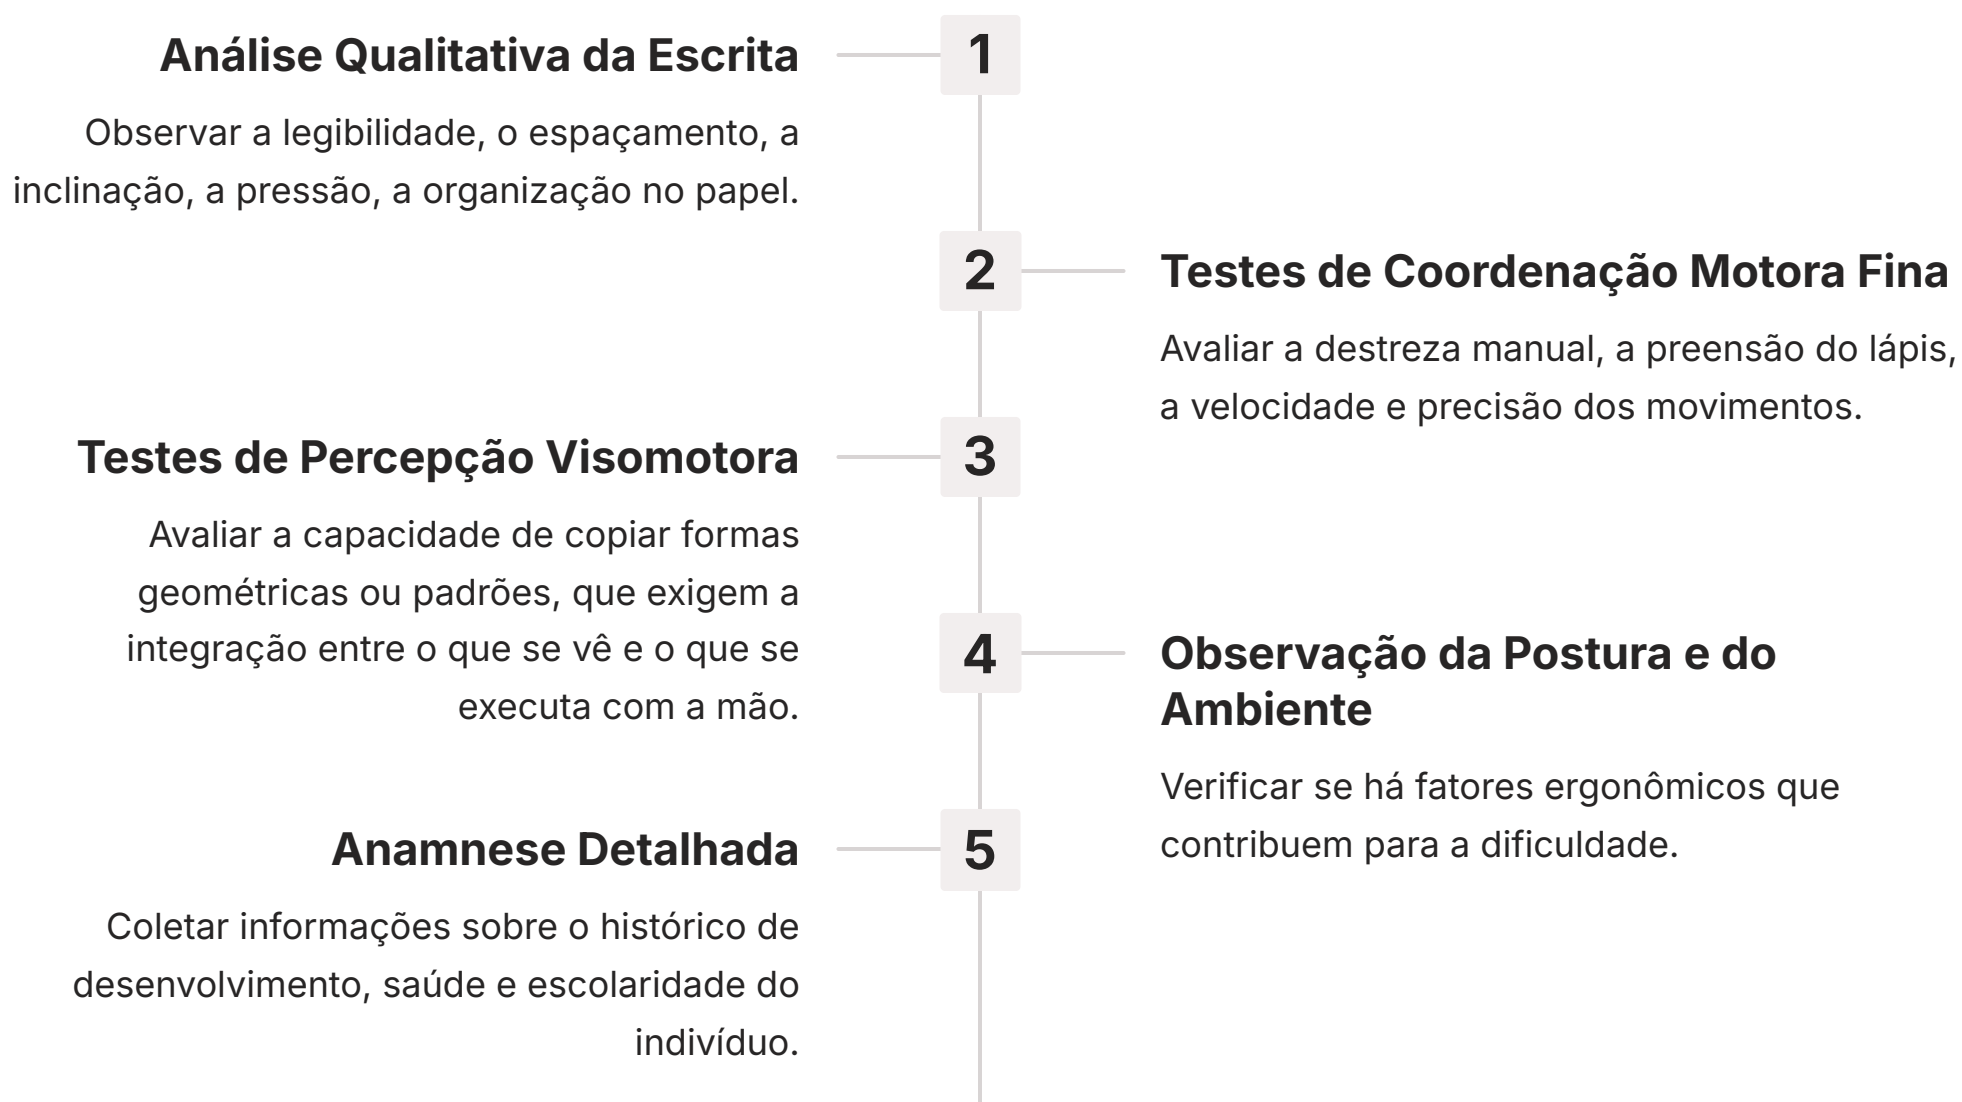 Análise Qualitativa da Escrita
1
Observar a legibilidade, o espaçamento, a
inclinação, a pressão, a organização no papel.
2
Testes de Coordenação Motora Fina
Avaliar a destreza manual, a preensão do lápis,
a velocidade e precisão dos movimentos.
Testes de Percepção Visomotora
3
Avaliar a capacidade de copiar formas
geométricas ou padrões, que exigem a
integração entre o que se vê e o que se
executa com a mão.
4
Observação da Postura e do
Ambiente
Verificar se há fatores ergonômicos que
contribuem para a dificuldade.
Anamnese Detalhada
5
Coletar informações sobre o histórico de
desenvolvimento, saúde e escolaridade do
indivíduo.